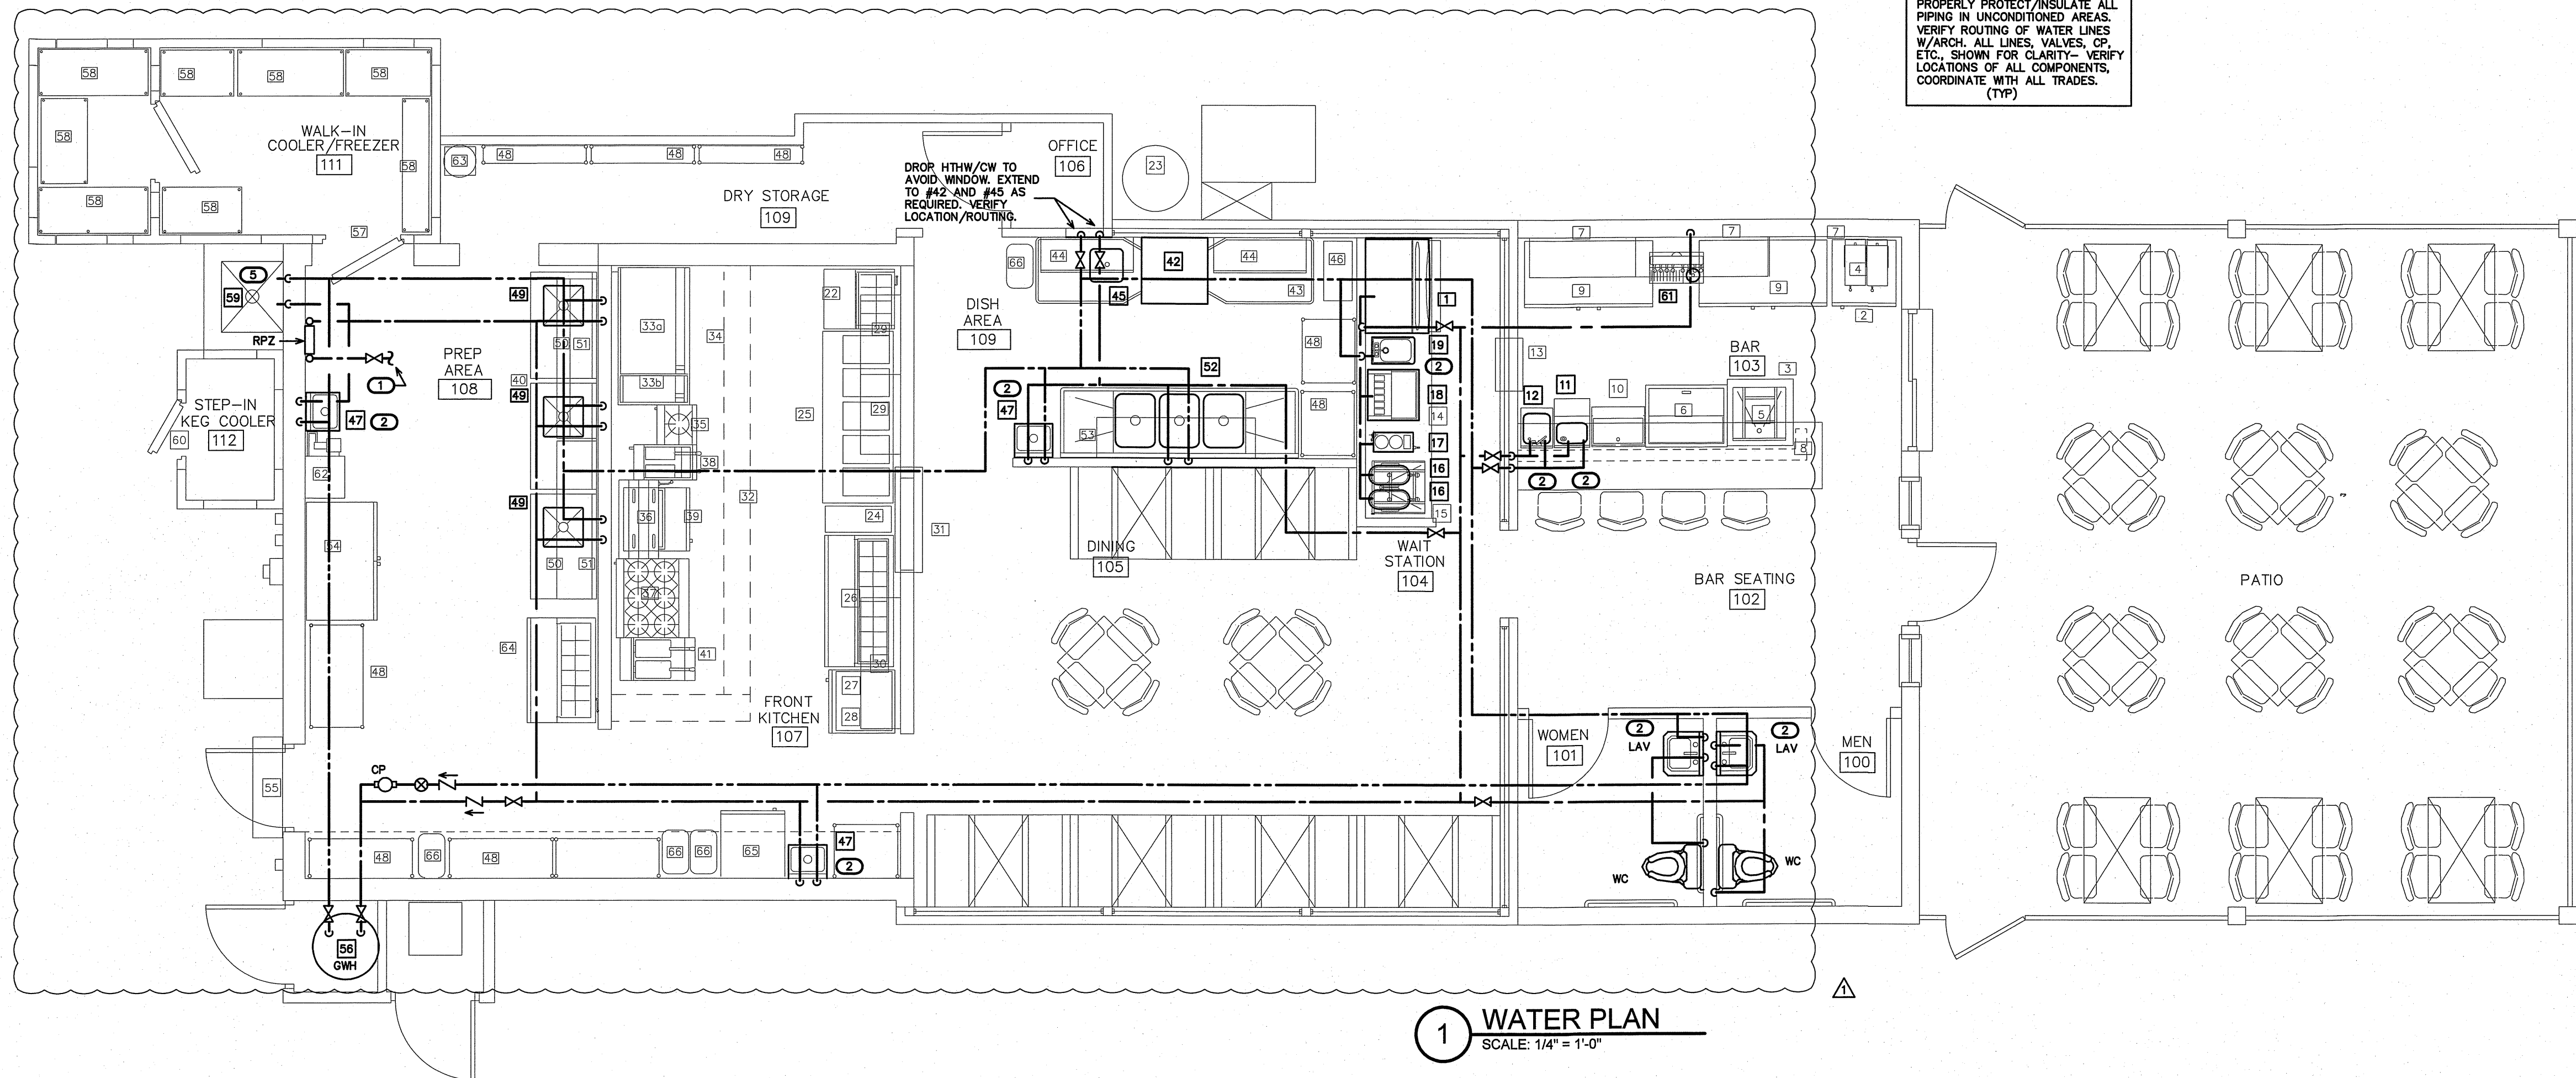 PROPERLY PROTECT/INSULATE ALL
PIPING IN UNCONDITIONED AREAS.
VERIFY ROUTING OF WATER LINES
W/ARCH. ALL LINES, VALVES, CP,
ETC., SHOWN FOR CLARITY– VERIFY
LOCATIONS OF ALL COMPONENTS,
COORDINATE WITH ALL TRADES.
(TYP)
58
58
58
58
58
58
58
58
WALK–IN
COOLER/FREEZER
111
57
63
48
48
48
DRY STORAGE
109
OFFICE
106
DROP HTHW/CW TO
AVOID WINDOW. EXTEND
TO #42 AND #45 AS
REQUIRED. VERIFY
LOCATION/ROUTING.
23
5
59
RPZ
1
PREP
AREA
108
STEP–IN
KEG COOLER
112
60
47
2
62
54
48
64
55
49
50
51
40
49
49
50
51
33a
33b
34
35
38
36
39
32
37
41
22
29
25
29
24
31
26
30
27
28
FRONT
KITCHEN
107
DISH
AREA
109
66
44
45
42
44
43
46
48
48
52
2
47
53
DINING
105
1
19
2
18
14
17
16
16
15
WAIT
STATION
104
7
7
7
9
61
9
4
2
13
12
11
10
BAR
103
3
6
5
8
2
2
BAR SEATING
102
PATIO
WOMEN
101
2
LAV
2
LAV
MEN
100
WC
WC
CP
48
66
48
66
66
65
47
2
56
GWH
1
1
WATER PLAN
SCALE: 1/4" = 1'-0"